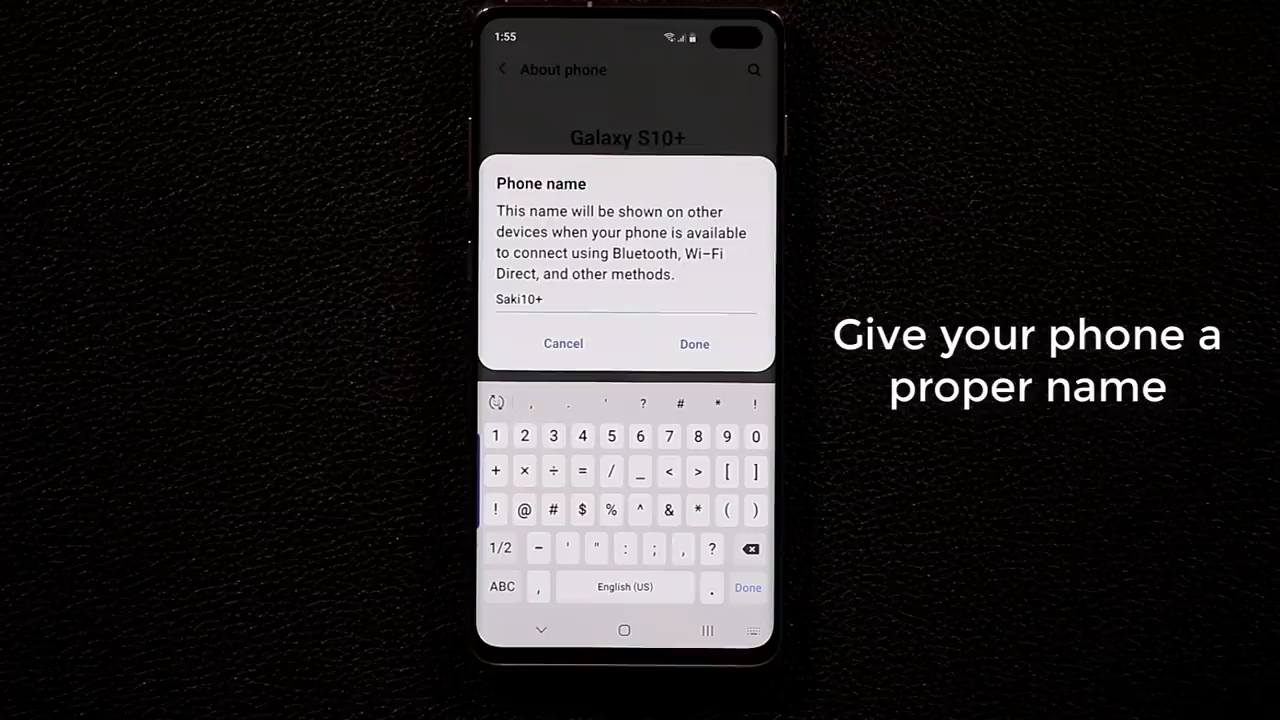 1:55
About phone
Galaxy S10+
Phone name
This name will be shown on other
devices when your phone is available
to connect using Bluetooth, Wi-Fi
Direct, and other methods.
Saki10+
Cancel Done
Give your phone a
proper name
, . ' ? # * !
1 2 3 4 5 6 7 8 9 0
+ × ÷ = / _ < > [ ]
! @ # $ % ^ & * ( )
1/2 - ' " : ; , ?
ABC , English (US) . Done